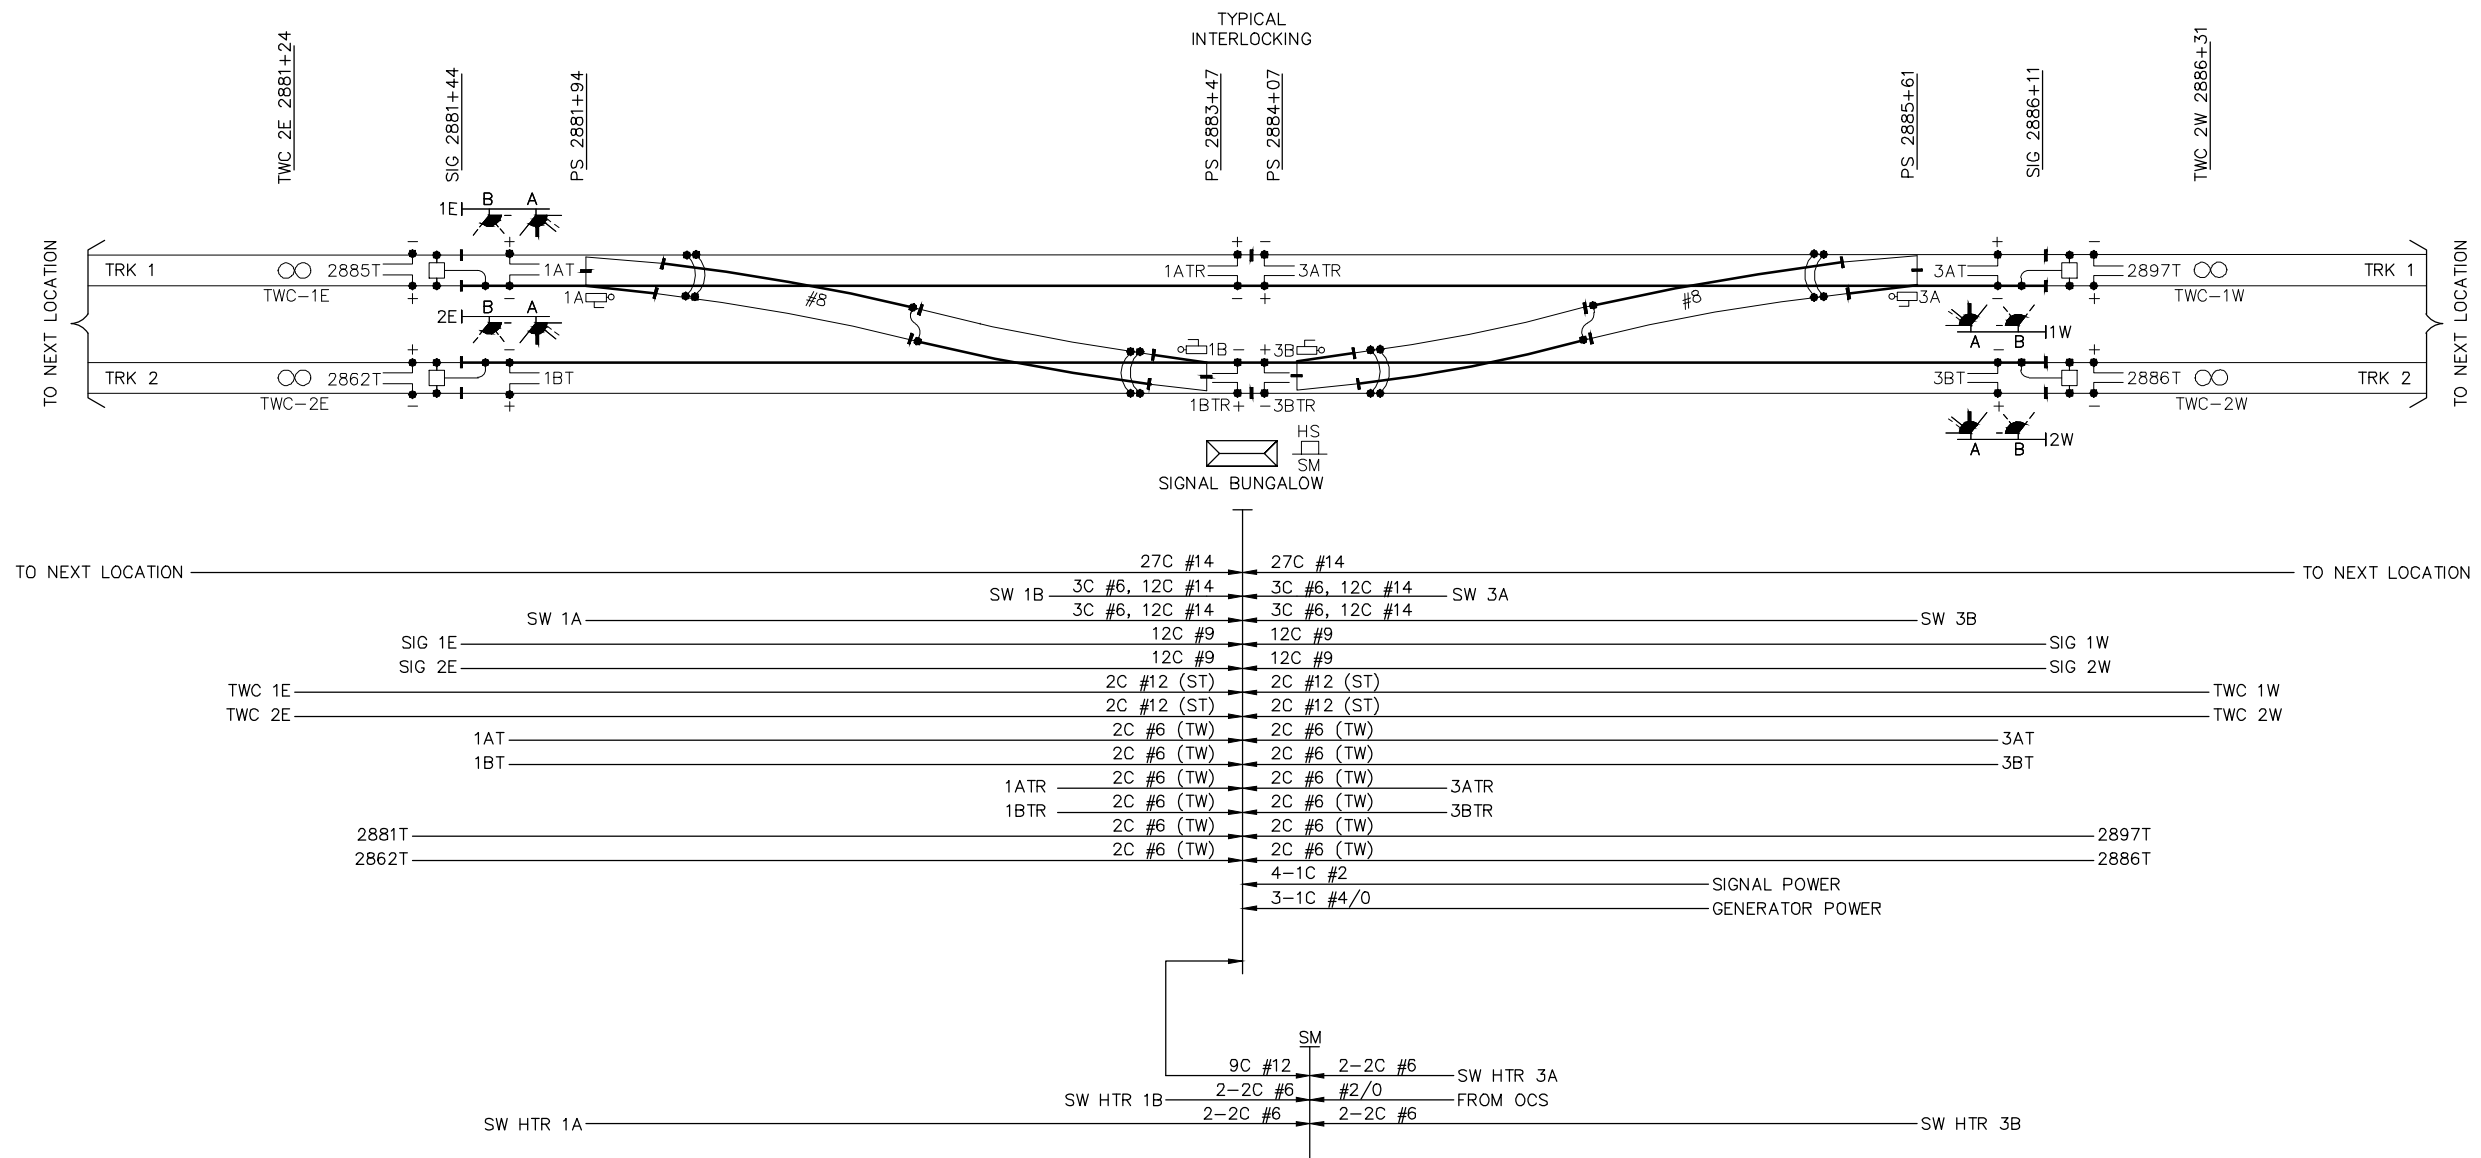 TYPICAL
INTERLOCKING
TWC 2E 2881+24
SIG 2881+44
PS 2881+94
PS 2883+47
PS 2884+07
PS 2885+61
SIG 2886+11
TWC 2W 2886+31
1E B A
TO NEXT LOCATION
TO NEXT LOCATION
- + + - + -
TRK 1 2885T 1AT 1ATR 3ATR 3AT 2897T TRK 1
TWC-1E + - 1A #8 - + #8 3A - + TWC-1W
2E B A
A B 1W
+ - 1B - + 3B - +
TRK 2 2862T 1BT 3BT 2886T TRK 2
TWC-2E - + 1BTR + - 3BTR + - TWC-2W
A B 2W
HS
SM
SIGNAL BUNGALOW
TO NEXT LOCATION 27C #14 27C #14 TO NEXT LOCATION
SW 1B 3C #6, 12C #14 3C #6, 12C #14 SW 3A
SW 1A 3C #6, 12C #14 3C #6, 12C #14 SW 3B
SIG 1E 12C #9 12C #9 SIG 1W
SIG 2E 12C #9 12C #9 SIG 2W
TWC 1E 2C #12 (ST) 2C #12 (ST) TWC 1W
TWC 2E 2C #12 (ST) 2C #12 (ST) TWC 2W
1AT 2C #6 (TW) 2C #6 (TW) 3AT
1BT 2C #6 (TW) 2C #6 (TW) 3BT
1ATR 2C #6 (TW) 2C #6 (TW) 3ATR
1BTR 2C #6 (TW) 2C #6 (TW) 3BTR
2881T 2C #6 (TW) 2C #6 (TW) 2897T
2862T 2C #6 (TW) 2C #6 (TW) 2886T
4-1C #2 SIGNAL POWER
3-1C #4/0 GENERATOR POWER
SM
9C #12 2-2C #6 SW HTR 3A
SW HTR 1B 2-2C #6 #2/0 FROM OCS
SW HTR 1A 2-2C #6 2-2C #6 SW HTR 3B